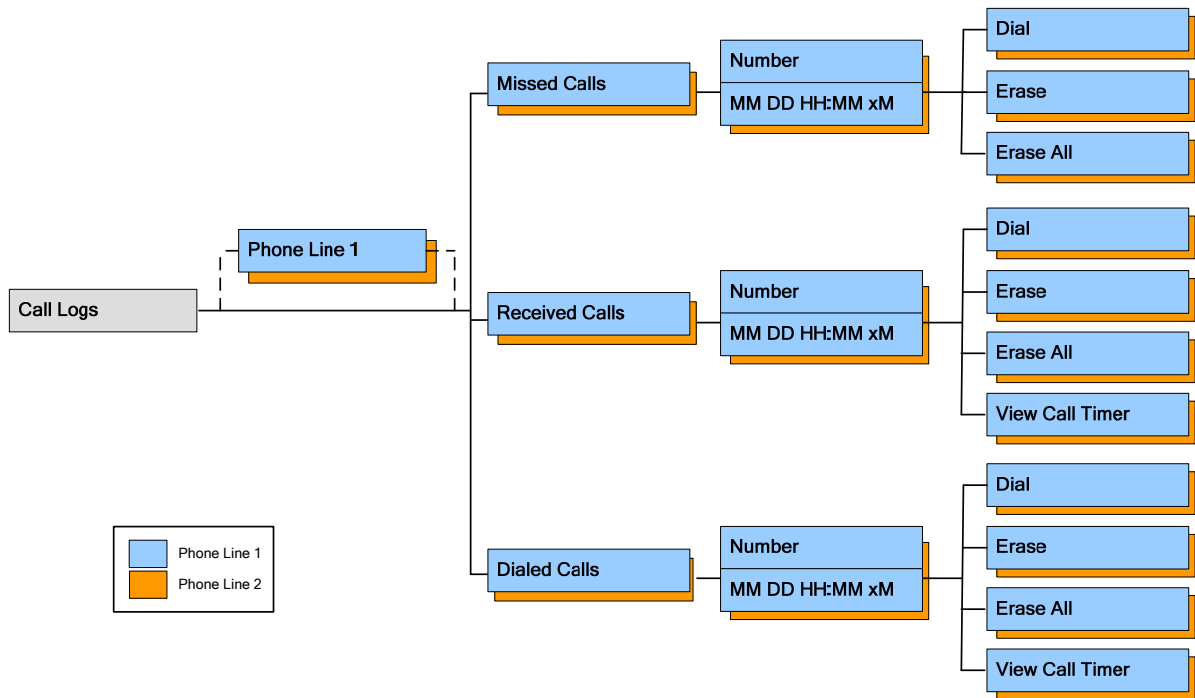 Call Logs
Phone Line 1
Missed Calls
Number
MM DD HH:MM xM
Dial
Erase
Erase All
Received Calls
Number
MM DD HH:MM xM
Dial
Erase
Erase All
View Call Timer
Dialed Calls
Number
MM DD HH:MM xM
Dial
Erase
Erase All
View Call Timer
Phone Line 1
Phone Line 2